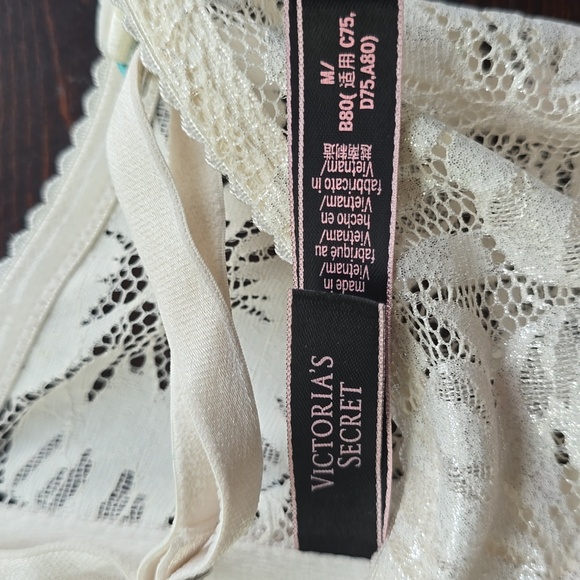 M/
B80( 适用 C75,
D75,A80)
made in
Vietnam/
fabriqué au
Vietnam/
hecho en
Vietnam/
fabbricato in
Vietnam/
越南制造
VICTORIA'S
SECRET